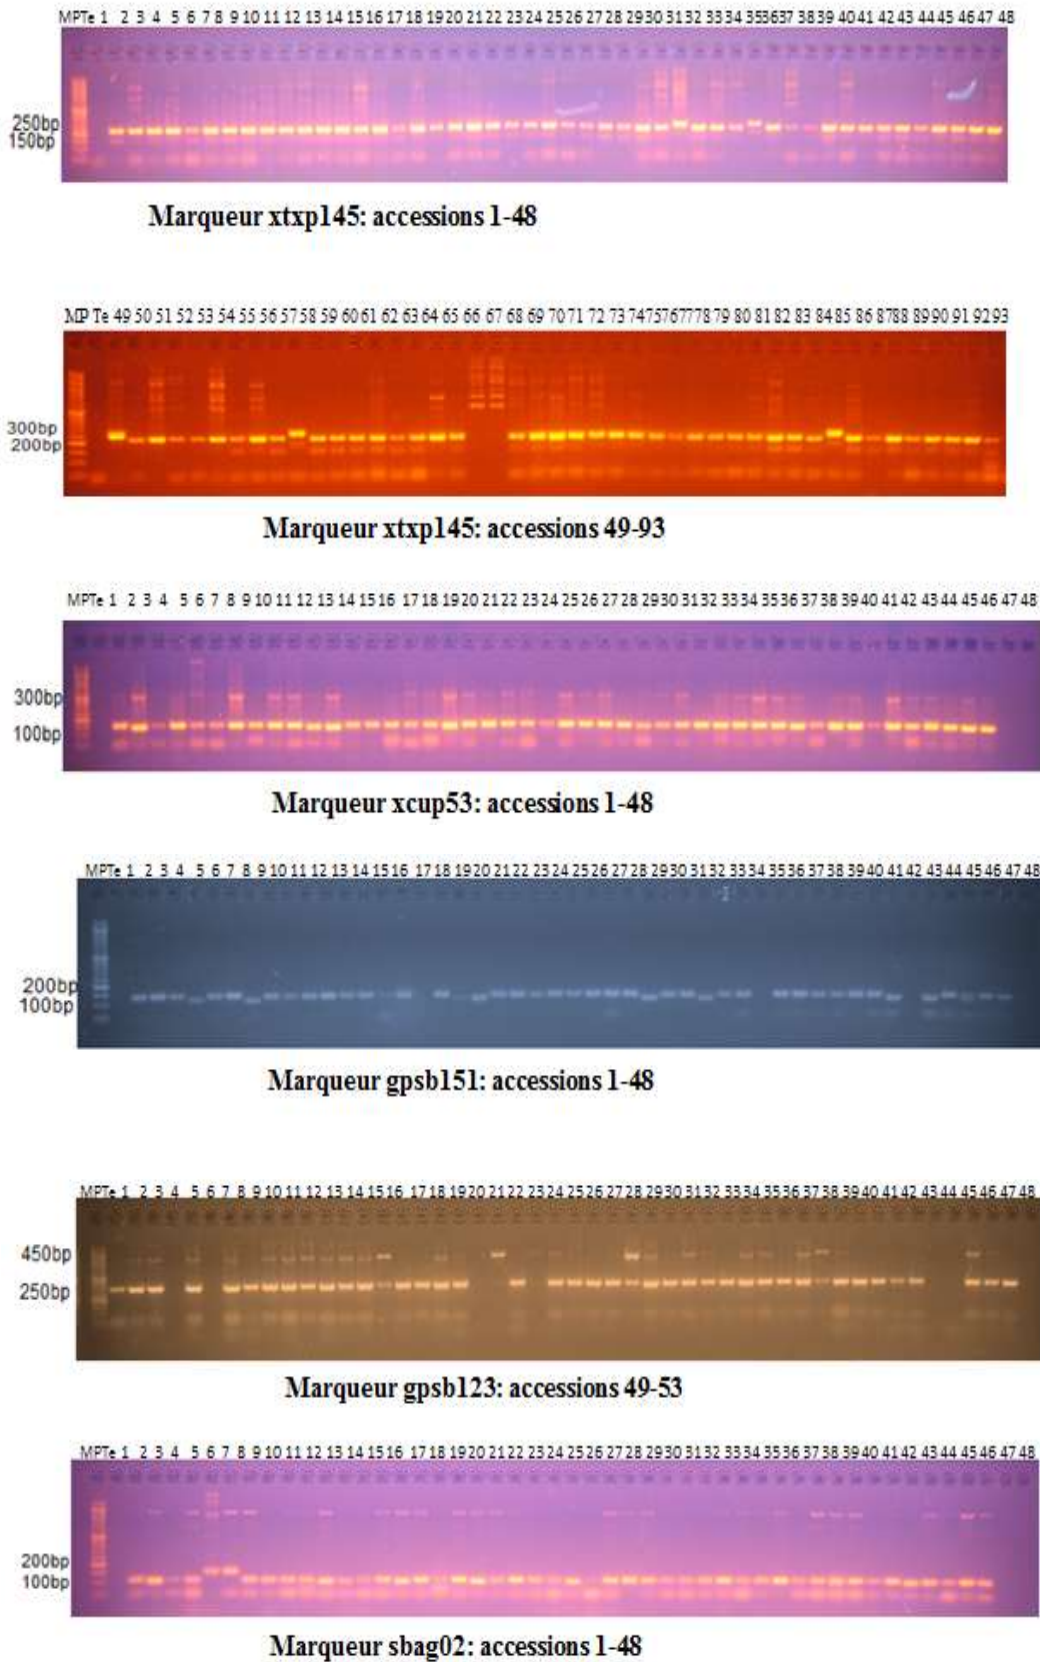 MPTe 1 2 3 4 5 6 7 8 9 10 11 12 13 14 15 16 17 18 19 20 21 22 23 24 25 26 27 28 29 30 31 32 33 34 35 36 37 38 39 40 41 42 43 44 45 46 47 48
250bp
150bp
Marqueur xtxp145: accessions 1-48
MP Te 49 50 51 52 53 54 55 56 57 58 59 60 61 62 63 64 65 66 67 68 69 70 71 72 73 74 75 76 77 78 79 80 81 82 83 84 85 86 87 88 89 90 91 92 93
300bp
200bp
Marqueur xtxp145: accessions 49-93
MPTe 1 2 3 4 5 6 7 8 9 10 11 12 13 14 15 16 17 18 19 20 21 22 23 24 25 26 27 28 29 30 31 32 33 34 35 36 37 38 39 40 41 42 43 44 45 46 47 48
300bp
100bp
Marqueur xcup53: accessions 1-48
MPTe 1 2 3 4 5 6 7 8 9 10 11 12 13 14 15 16 17 18 19 20 21 22 23 24 25 26 27 28 29 30 31 32 33 34 35 36 37 38 39 40 41 42 43 44 45 46 47 48
200bp
100bp
Marqueur gpsb151: accessions 1-48
MPTe 1 2 3 4 5 6 7 8 9 10 11 12 13 14 15 16 17 18 19 20 21 22 23 24 25 26 27 28 29 30 31 32 33 34 35 36 37 38 39 40 41 42 43 44 45 46 47 48
450bp
250bp
Marqueur gpsb123: accessions 49-53
MPTe 1 2 3 4 5 6 7 8 9 10 11 12 13 14 15 16 17 18 19 20 21 22 23 24 25 26 27 28 29 30 31 32 33 34 35 36 37 38 39 40 41 42 43 44 45 46 47 48
200bp
100bp
Marqueur sbag02: accessions 1-48